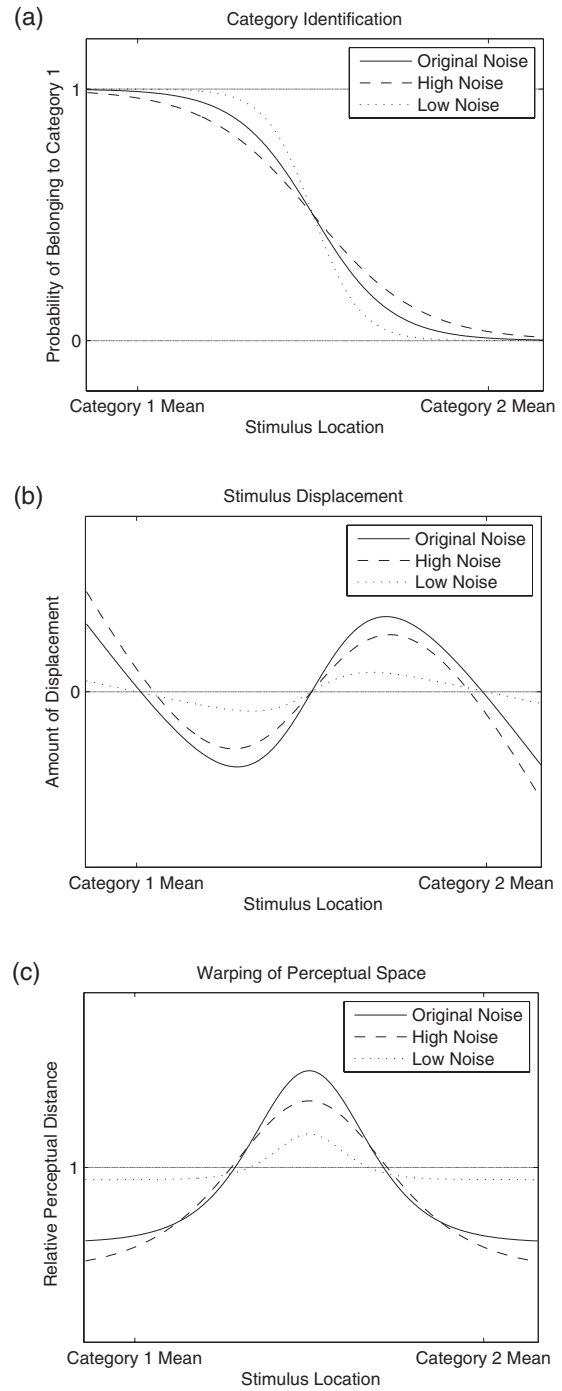 (a)
Category Identification
Original Noise
High Noise
Low Noise
Probability of Belonging to Category 1
1
0
Category 1 Mean
Category 2 Mean
Stimulus Location
(b)
Stimulus Displacement
Original Noise
High Noise
Low Noise
Amount of Displacement
0
Category 1 Mean
Category 2 Mean
Stimulus Location
(c)
Warping of Perceptual Space
Original Noise
High Noise
Low Noise
Relative Perceptual Distance
1
Category 1 Mean
Category 2 Mean
Stimulus Location